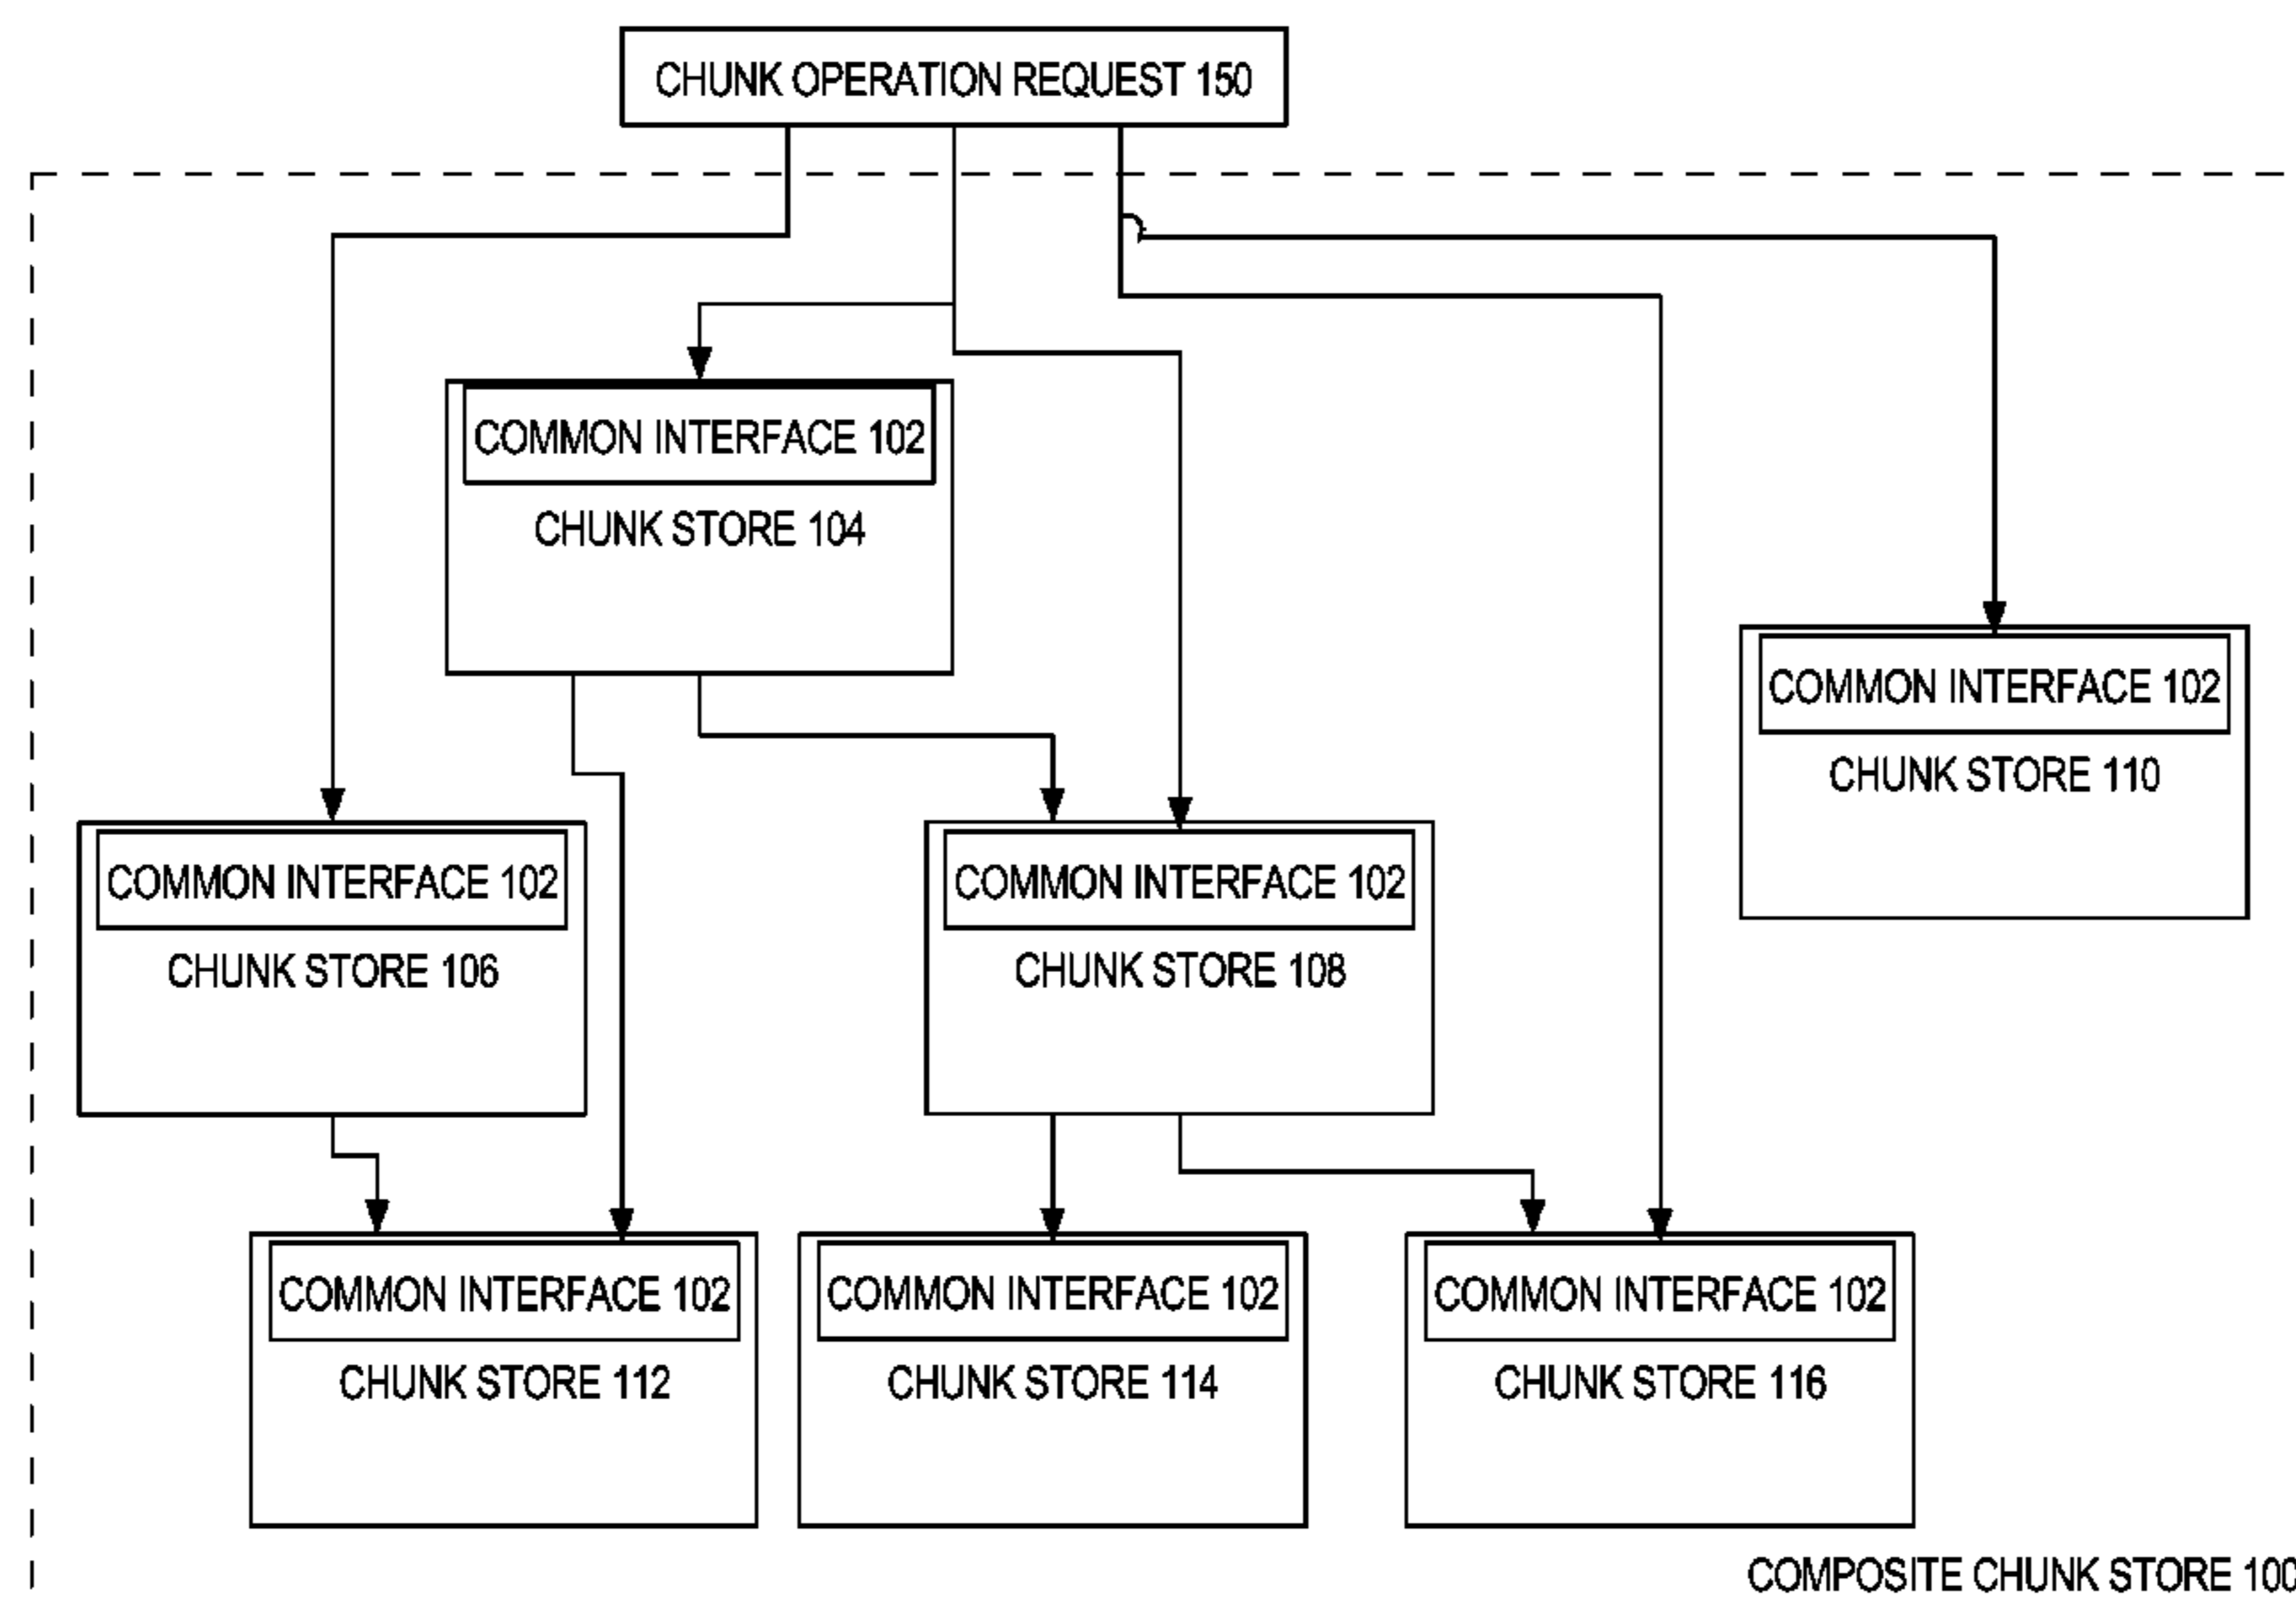 CHUNK OPERATION REQUEST 150
COMMON INTERFACE 102
CHUNK STORE 104
COMMON INTERFACE 102
CHUNK STORE 110
COMMON INTERFACE 102
CHUNK STORE 106
COMMON INTERFACE 102
CHUNK STORE 108
COMMON INTERFACE 102
CHUNK STORE 112
COMMON INTERFACE 102
CHUNK STORE 114
COMMON INTERFACE 102
CHUNK STORE 116
COMPOSITE CHUNK STORE 100